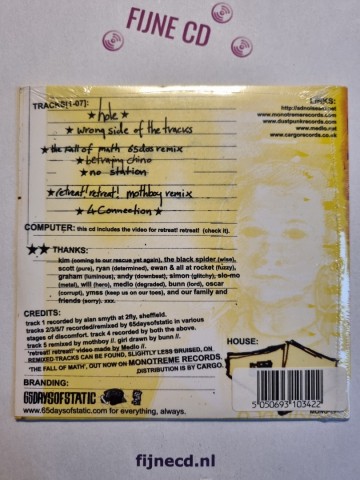 FIJNE CD
TRACKS[1-07]:
★ hole ★
★ wrong side of the tracks
★ the fall of math 65dos remix
★ betraying chino
★ no station
★ retreat! retreat! mothboy remix
★ 4 connection ★
LINKS:
www.monotremerecords.com
www.dustpunkrecords.com
www.medlo.net
www.cargorecords.co.uk
COMPUTER: this cd includes the video for retreat! retreat! (check it).
★★ THANKS:
kim (coming to our rescue yet again), the black spider (wise),
scott (pure), ryan (determined), ewan & all at rocket (fuzzy),
graham (luminous), andy (downbeat), simon (glitchy), slo-mo
(metal), will (hero), medlo (degraded), bunn (lord), oscar
(corrupt), ymss (keep us on our toes), and our family and
friends (sorry). xxx.
CREDITS:
track 1 recorded by alan smyth at 2fly, sheffield.
tracks 2/3/5/7 recorded/remixed by 65daysofstatic in various
stages of discomfort. track 4 recorded by both the above.
track 5 remixed by mothboy //. girl drawn by bunn //.
'retreat! retreat!' video made by Medlo //.
REMIXED-TRACKS CAN BE FOUND, SLIGHTLY LESS BRUISED, ON
'THE FALL OF MATH', OUT NOW ON MONOTREME RECORDS.
DISTRIBUTION IS BY CARGO.
HOUSE:
BRANDING:
65DAYSOFSTATIC
www.65daysofstatic.com for everything, always.
5 050693 103422
fijnecd.nl